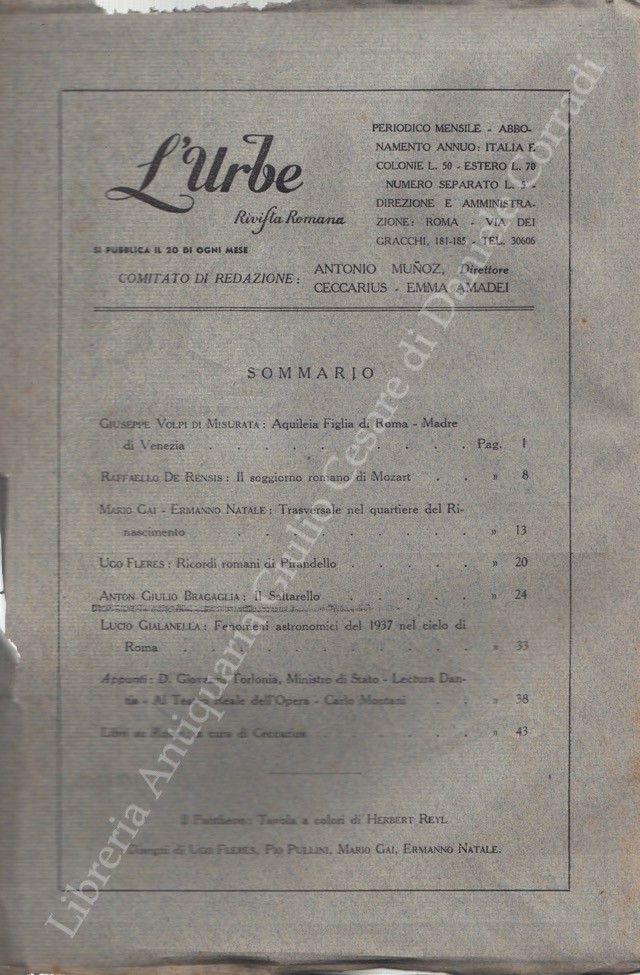 L'Urbe
Rivista Romana
SI PUBBLICA IL 20 DI OGNI MESE
PERIODICO MENSILE - ABBO-
NAMENTO ANNUO: ITALIA E
COLONIE L. 50 - ESTERO L. 70
NUMERO SEPARATO L. 5 -
DIREZIONE E AMMINISTRA-
ZIONE: ROMA - VIA DEI
GRACCHI, 181-185 - TEL. 30606
COMITATO DI REDAZIONE: ANTONIO MUÑOZ, Direttore
CECCARIUS - EMMA AMADEI
SOMMARIO
GIUSEPPE VOLPI DI MISURATA: Aquileia Figlia di Roma - Madre
di Venezia . . . . . . . . . Pag. 1
RAFFAELLO DE RENSIS: Il soggiorno romano di Mozart . . » 8
MARIO GAI - ERMANNO NATALE: Trasversale nel quartiere del Ri-
nascimento . . . . . . . . . » 13
UGO FLERES: Ricordi romani di Pirandello . . . . . » 20
ANTON GIULIO BRAGAGLIA: Il Saltarello . . . . . » 24
LUCIO GIALANELLA: Fenomeni astronomici del 1937 nel cielo di
Roma . . . . . . . . . . » 33
Appunti: D. Giovanni Torlonia, Ministro di Stato - Lectura Dan-
tis - Al Teatro Reale dell'Opera - Carlo Montani . » 38
Libri su Roma a cura di Ceccarius . . . . . . » 43
Il Pantheon: Tavola a colori di HERBERT REYL.
Disegni di UGO FLERES, PIO PULLINI, MARIO GAI, ERMANNO NATALE.
Libreria Antiquaria Giulio Cesare di Daniele Corradi